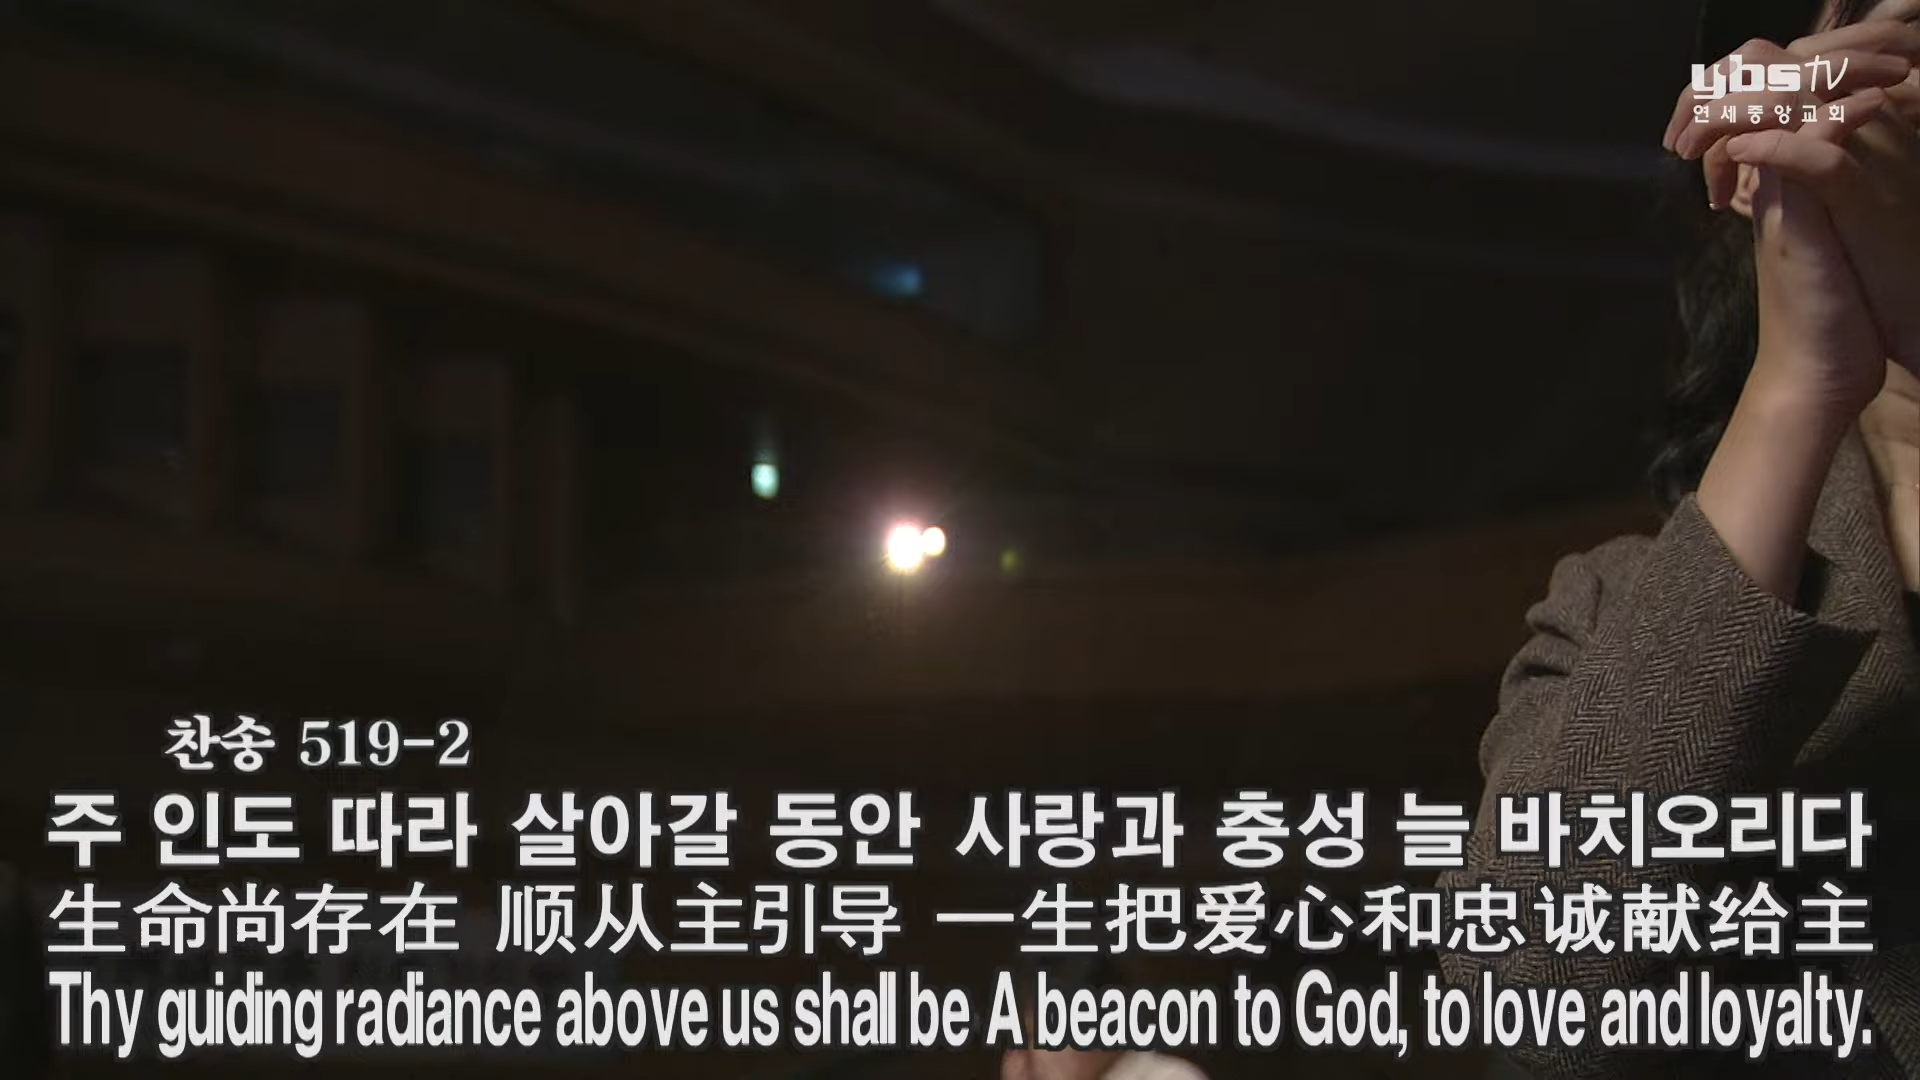 ybstv
연세중앙교회
찬송 519-2
주 인도 따라 살아갈 동안 사랑과 충성 늘 바치오리다
生命尚存在 顺从主引导 一生把爱心和忠诚献给主
Thy guiding radiance above us shall be A beacon to God, to love and loyalty.